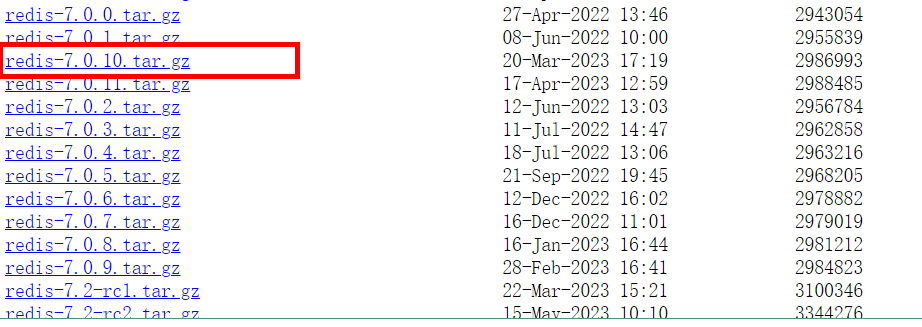 redis-7.0.0.tar.gz 27-Apr-2022 13:46 2943054
redis-7.0.1.tar.gz 08-Jun-2022 10:00 2955839
redis-7.0.10.tar.gz 20-Mar-2023 17:19 2986993
redis-7.0.11.tar.gz 17-Apr-2023 12:59 2988485
redis-7.0.2.tar.gz 12-Jun-2022 13:03 2956784
redis-7.0.3.tar.gz 11-Jul-2022 14:47 2962858
redis-7.0.4.tar.gz 18-Jul-2022 13:06 2963216
redis-7.0.5.tar.gz 21-Sep-2022 19:45 2968205
redis-7.0.6.tar.gz 12-Dec-2022 16:02 2978882
redis-7.0.7.tar.gz 16-Dec-2022 11:01 2979019
redis-7.0.8.tar.gz 16-Jan-2023 16:44 2981212
redis-7.0.9.tar.gz 28-Feb-2023 16:41 2984823
redis-7.2-rc1.tar.gz 22-Mar-2023 15:21 3100346
redis-7.2-rc2.tar.gz 15-May-2023 10:10 3344276